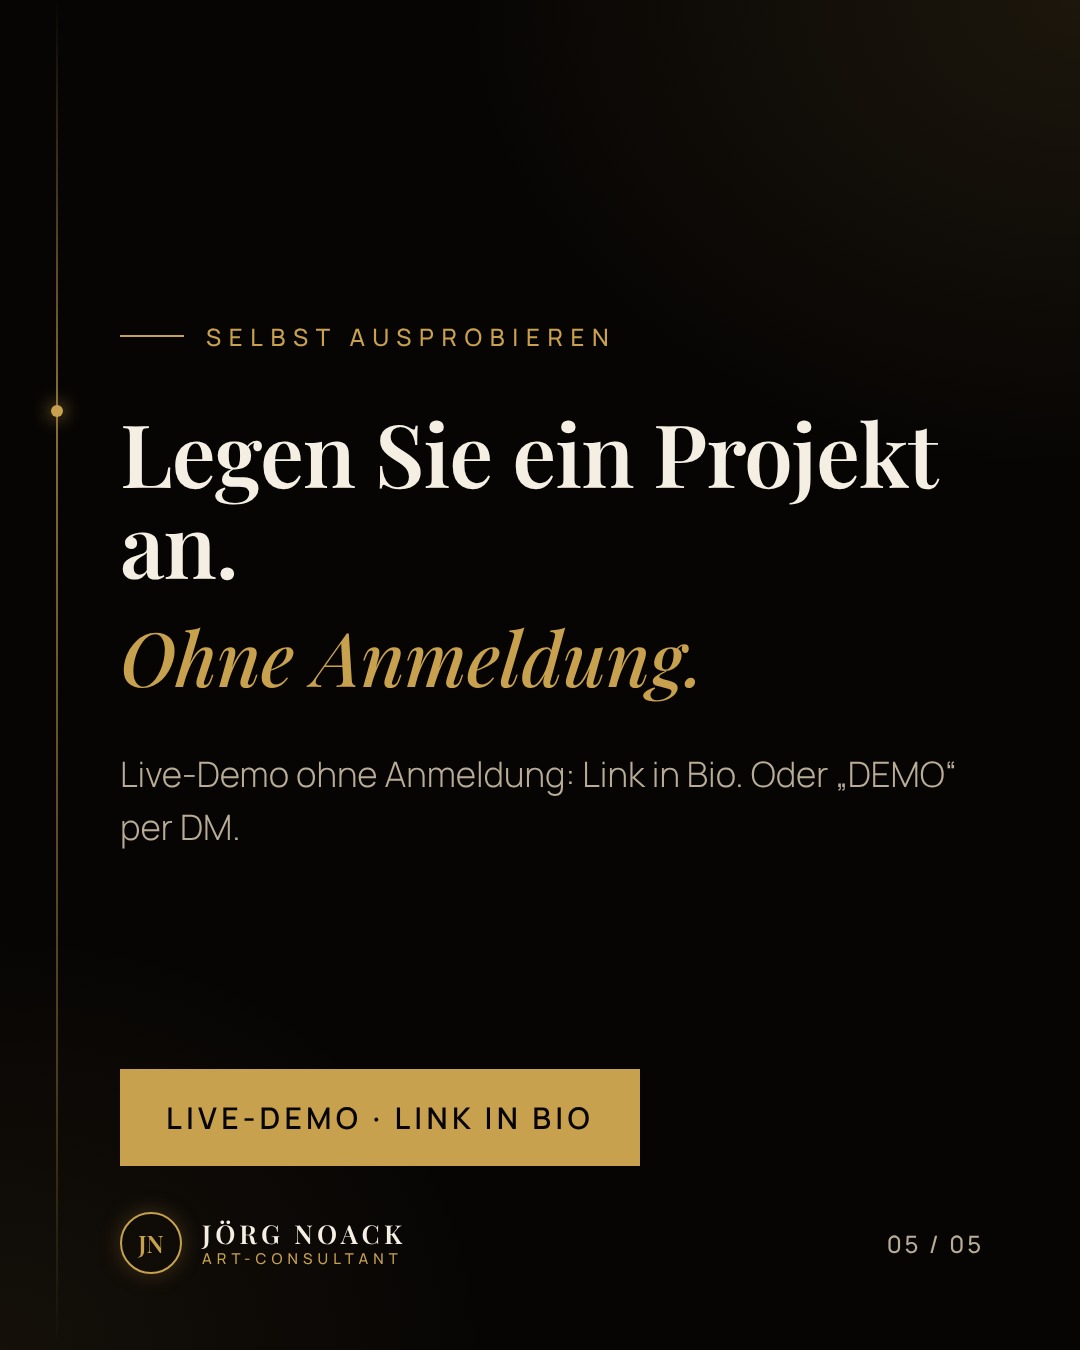 SELBST AUSPROBIEREN
Legen Sie ein Projekt
an.
Ohne Anmeldung.
Live-Demo ohne Anmeldung: Link in Bio. Oder „DEMO“
per DM.
LIVE-DEMO · LINK IN BIO
JN
JÖRG NOACK
ART-CONSULTANT
05 / 05